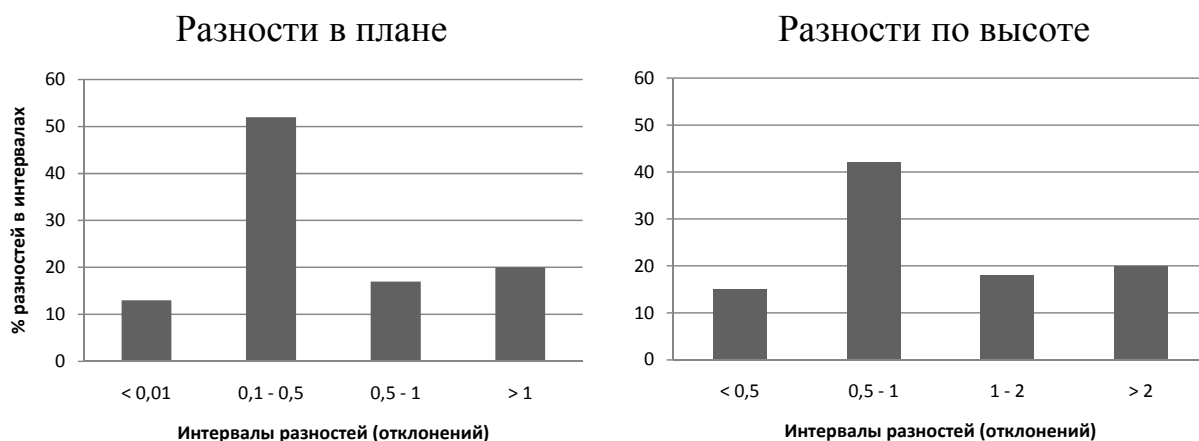 Разности в плане
60
50
40
30
20
10
0
% разностей в интервалах
< 0,01 0,1 - 0,5 0,5 - 1 > 1
Интервалы разностей (отклонений)
Разности по высоте
60
50
40
30
20
10
0
< 0,5 0,5 - 1 1 - 2 > 2
Интервалы разностей (отклонений)